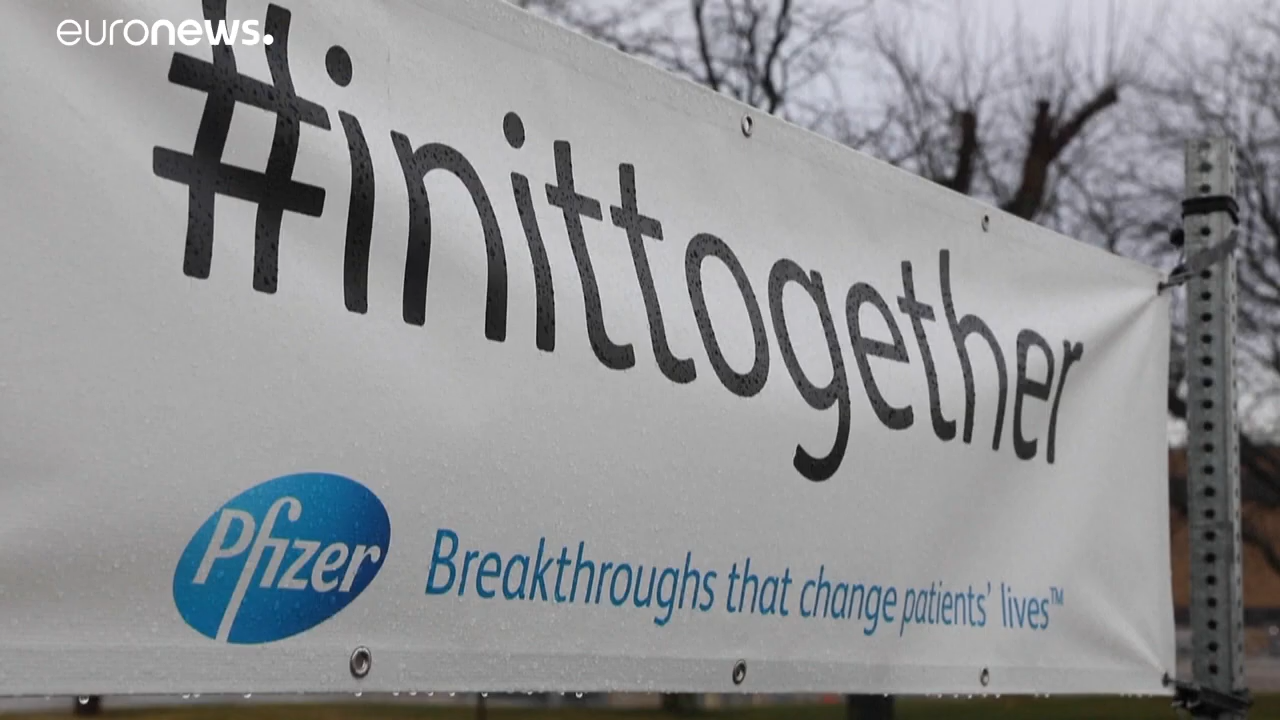 euronews.
#inittogether
Pfizer
Breakthroughs that change patients' lives™